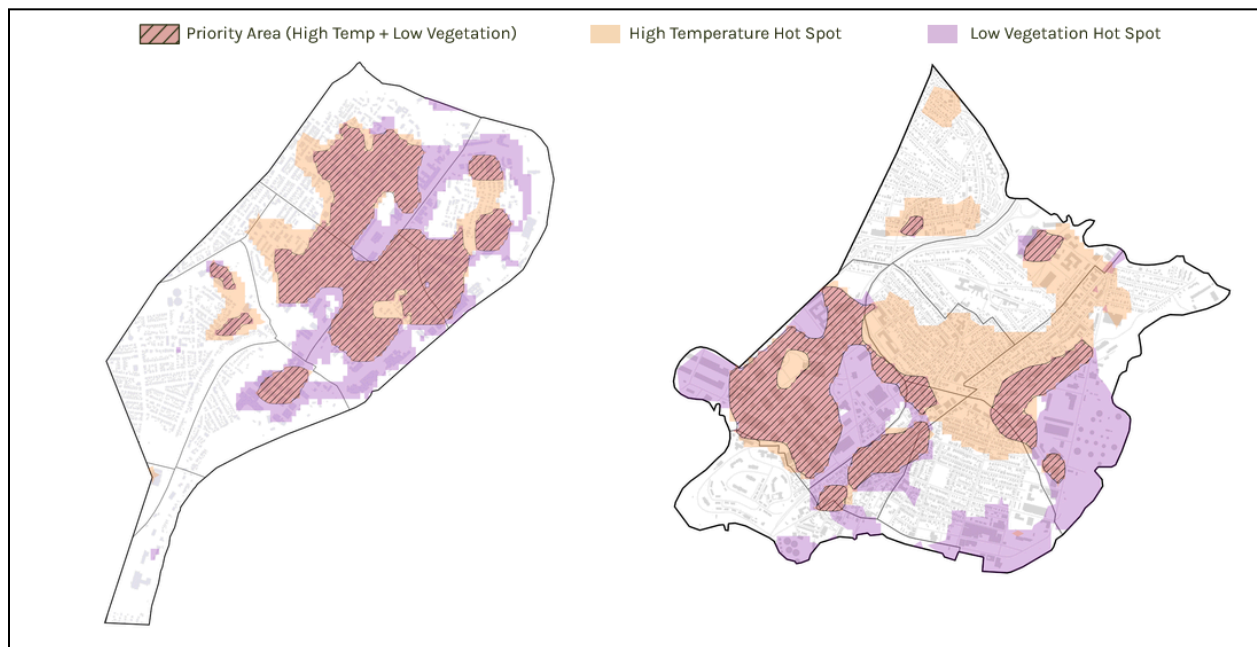 Priority Area (High Temp + Low Vegetation)
High Temperature Hot Spot
Low Vegetation Hot Spot